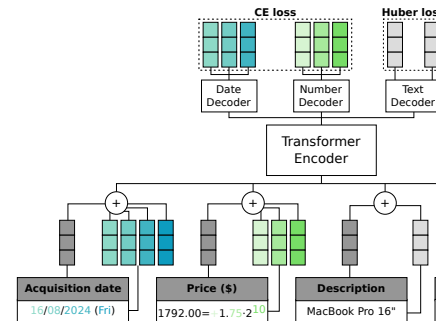 CE loss
Huber los
Date Decoder
Number Decoder
Text Decoder
Transformer Encoder
+
+
+
Acquisition date
Price ($)
Description
16/08/2024 (Fri)
1792.00= 1.75·2^10
MacBook Pro 16"